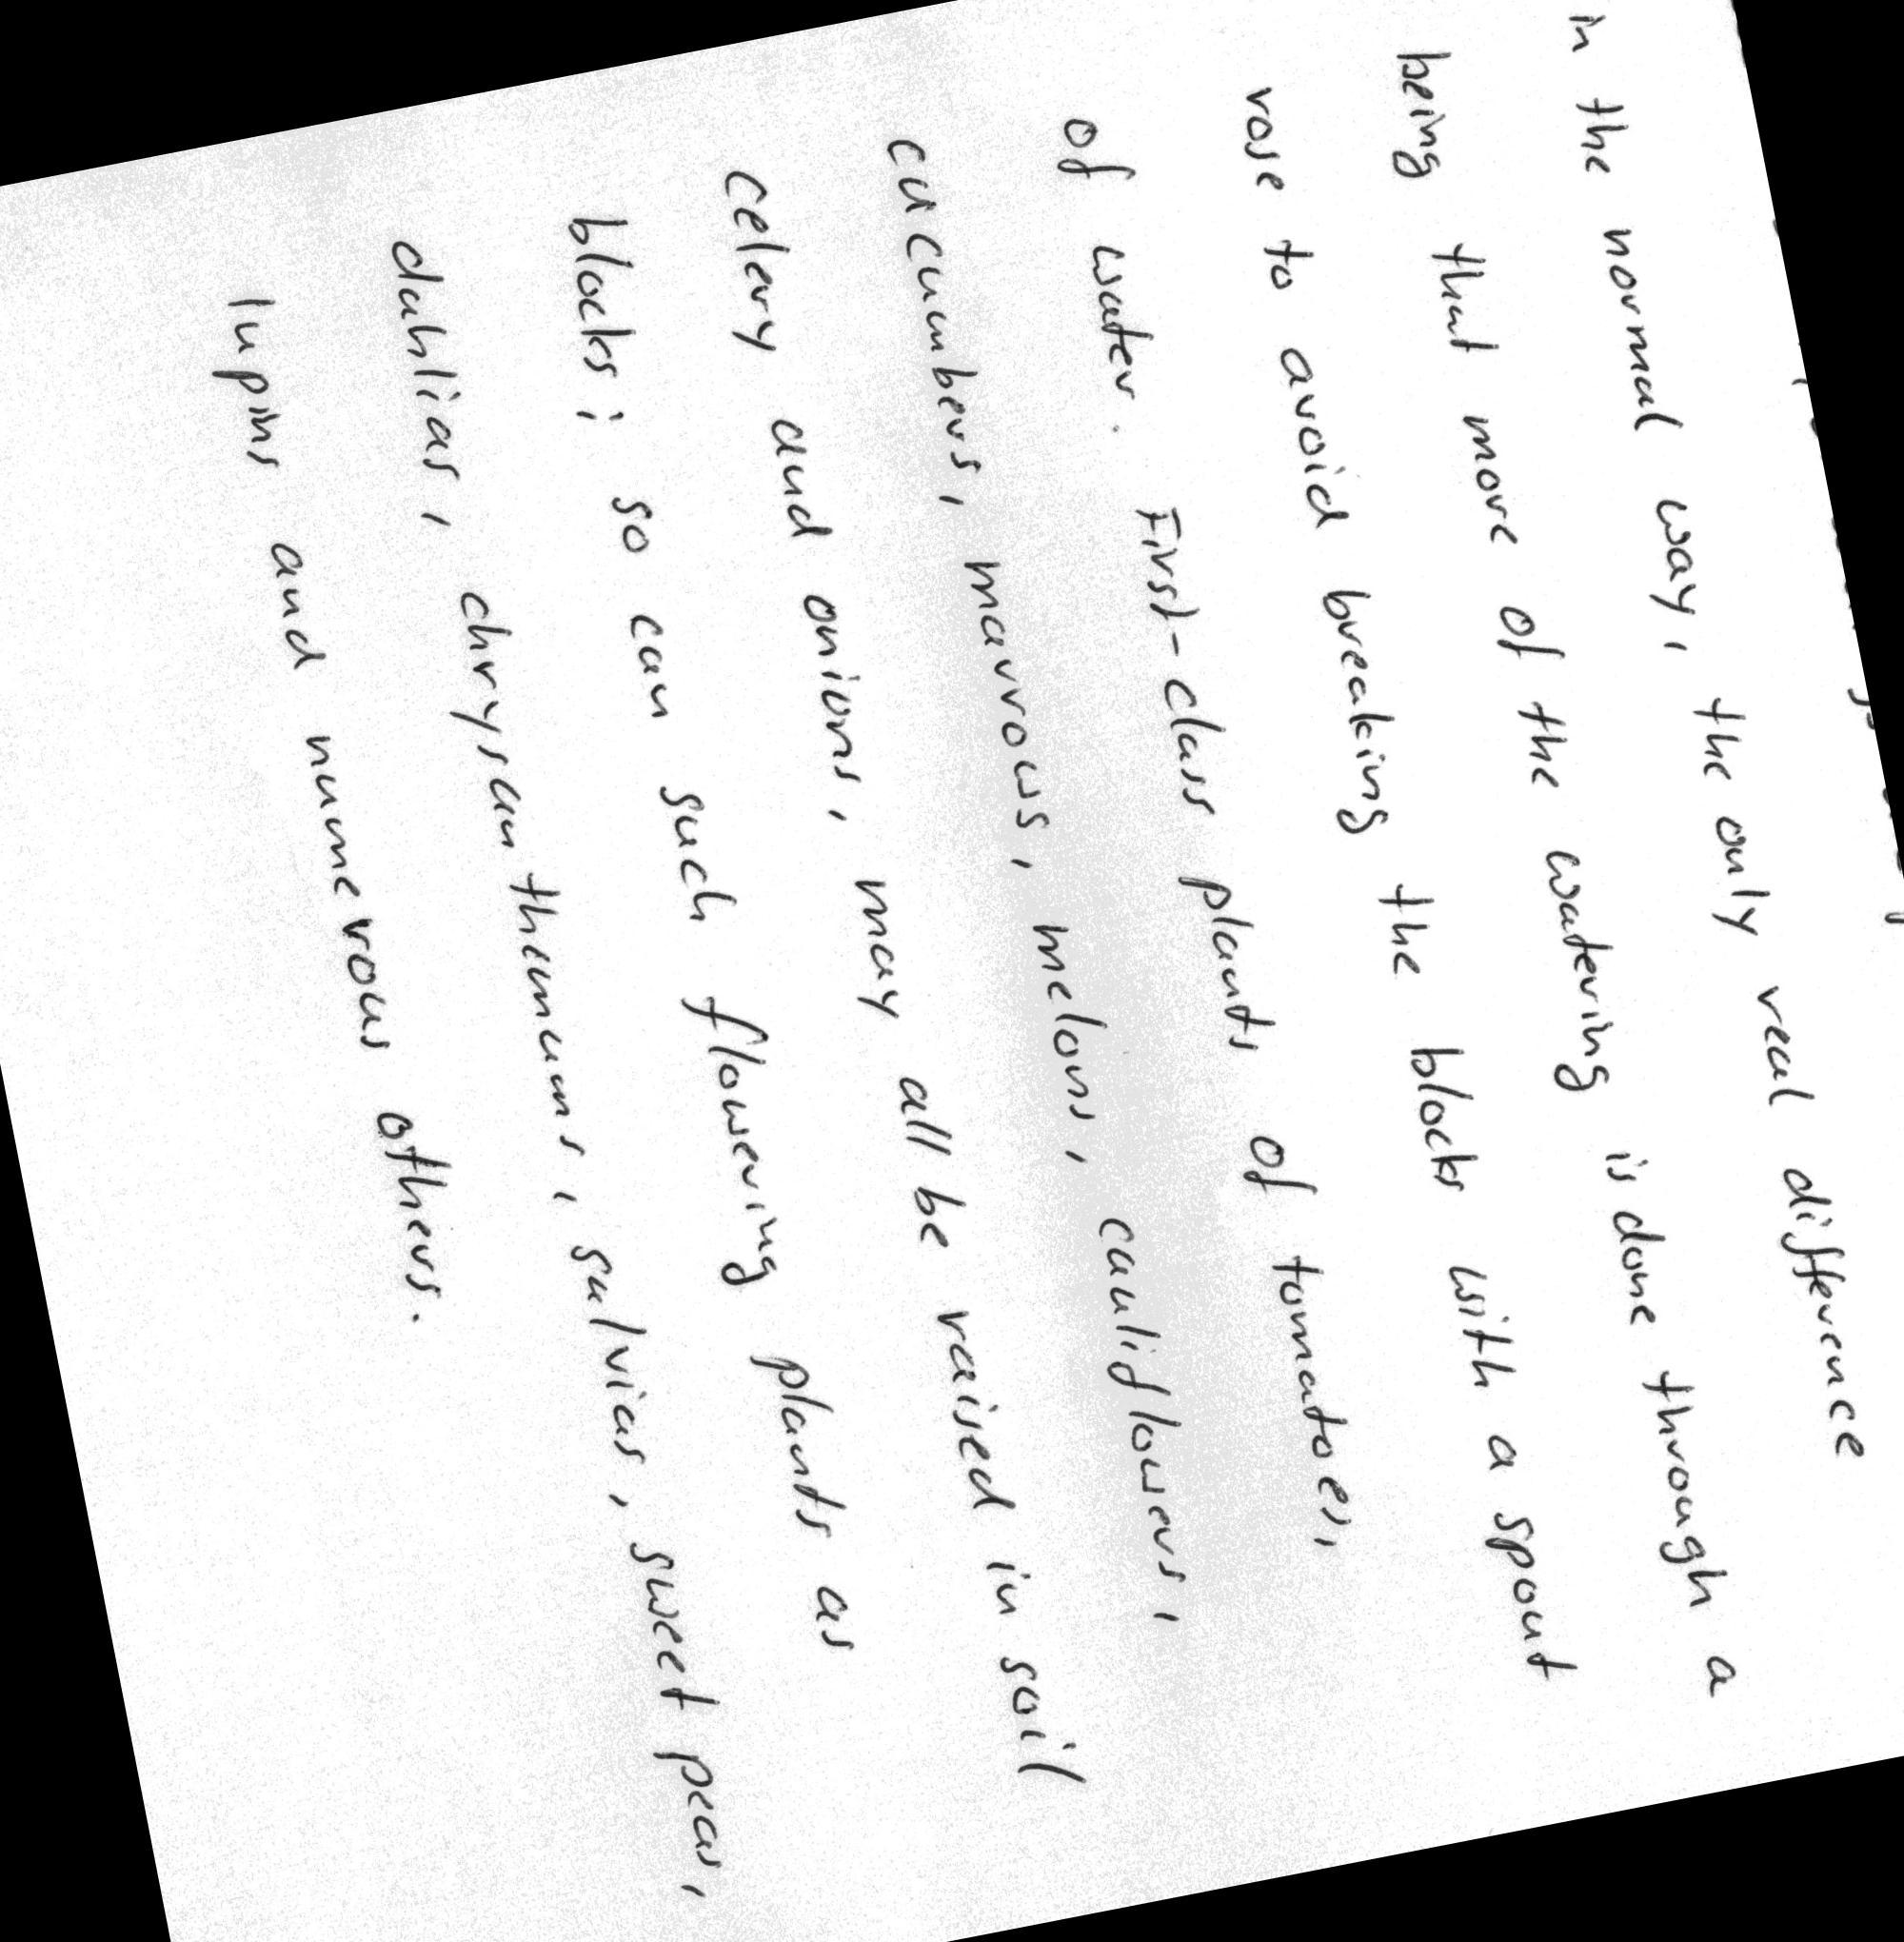 in the normal way, the only real difference
being that more of the watering is done through a
rose to avoid breaking the blocks with a spout
of water. First-class plants of tomatoes,
cucumbers, marrows, melons, cauliflowers,
celery and onions, may all be raised in soil
blocks; so can such flowering plants as
dahlias, chrysanthemums, salvias, sweet peas,
lupins and numerous others.